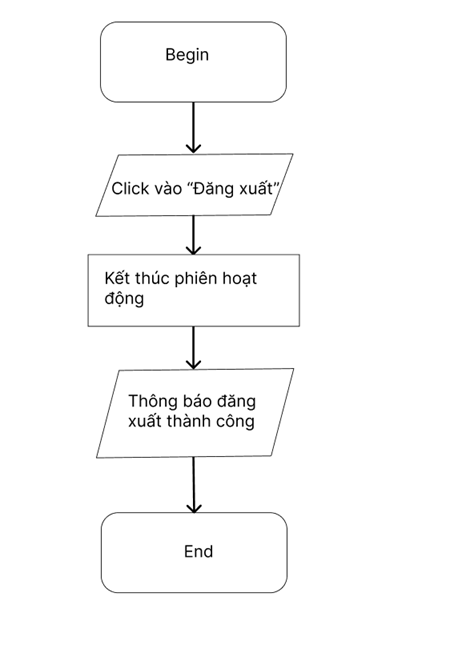 Begin
Click vào “Đăng xuất”
Kết thúc phiên hoạt
động
Thông báo đăng
xuất thành công
End